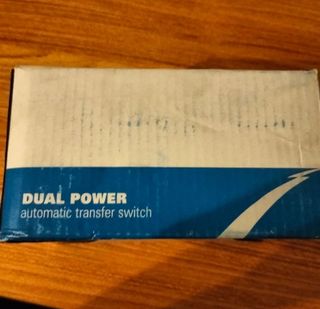 DUAL POWER
automatic transfer switch